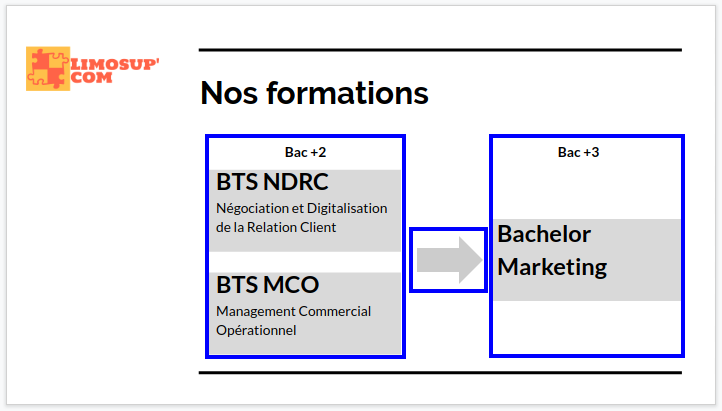 LIMOSUP'
COM
Nos formations
Bac +2
BTS NDRC
Négociation et Digitalisation
de la Relation Client
BTS MCO
Management Commercial
Opérationnel
Bac +3
Bachelor
Marketing